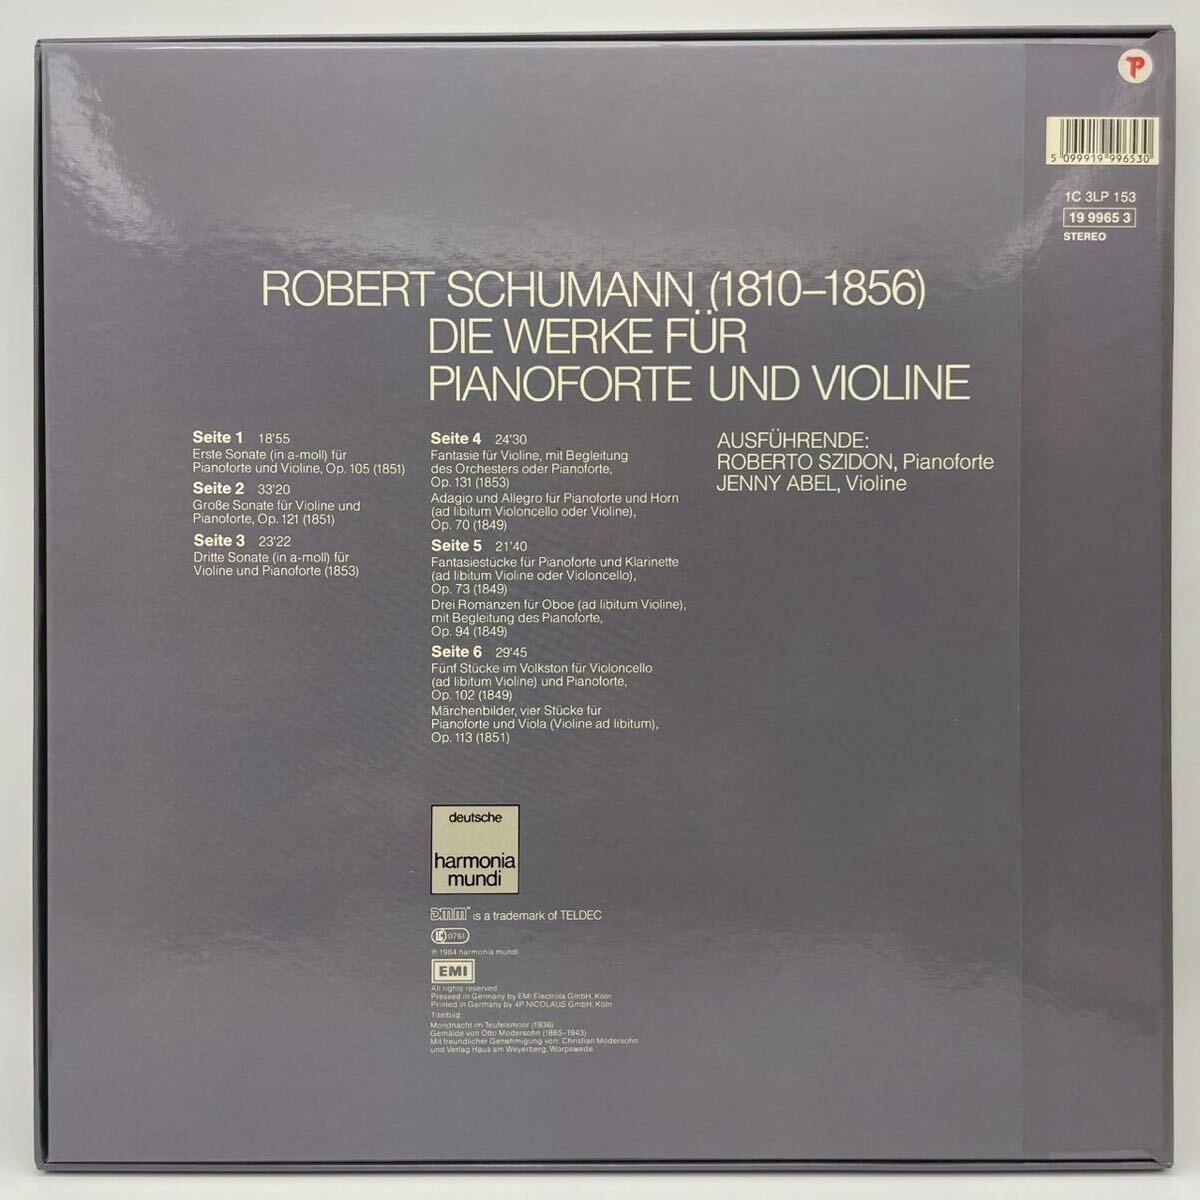 P
5 099919 996530
1C 3LP 153
19 9965 3
STEREO
ROBERT SCHUMANN (1810–1856)
DIE WERKE FÜR
PIANOFORTE UND VIOLINE
Seite 1 18'55
Erste Sonate (in a-moll) für
Pianoforte und Violine, Op. 105 (1851)
Seite 2 33'20
Große Sonate für Violine und
Pianoforte, Op. 121 (1851)
Seite 3 23'22
Dritte Sonate (in a-moll) für
Violine und Pianoforte (1853)
Seite 4 24'30
Fantasie für Violine, mit Begleitung
des Orchesters oder Pianoforte,
Op. 131 (1853)
Adagio und Allegro für Pianoforte und Horn
(ad libitum Violoncello oder Violine),
Op. 70 (1849)
Seite 5 21'40
Fantasiestücke für Pianoforte und Klarinette
(ad libitum Violine oder Violoncello),
Op. 73 (1849)
Drei Romanzen für Oboe (ad libitum Violine),
mit Begleitung des Pianoforte,
Op. 94 (1849)
Seite 6 29'45
Fünf Stücke im Volkston für Violoncello
(ad libitum Violine) und Pianoforte,
Op. 102 (1849)
Märchenbilder, vier Stücke für
Pianoforte und Viola (Violine ad libitum),
Op. 113 (1851)
AUSFÜHRENDE:
ROBERTO SZIDON, Pianoforte
JENNY ABEL, Violine
deutsche
harmonia
mundi
DMM™ is a trademark of TELDEC
LC 0761
℗ 1984 harmonia mundi
EMI
All rights reserved
Pressed in Germany by EMI Electrola GmbH, Köln
Printed in Germany by 4P NICOLAUS GmbH, Köln
Titelbild:
Mondnacht im Teufelsmoor (1936)
Gemälde von Otto Modersohn (1865–1943)
Mit freundlicher Genehmigung von: Christian Modersohn
und Verlag Haus am Weyerberg, Worpswede